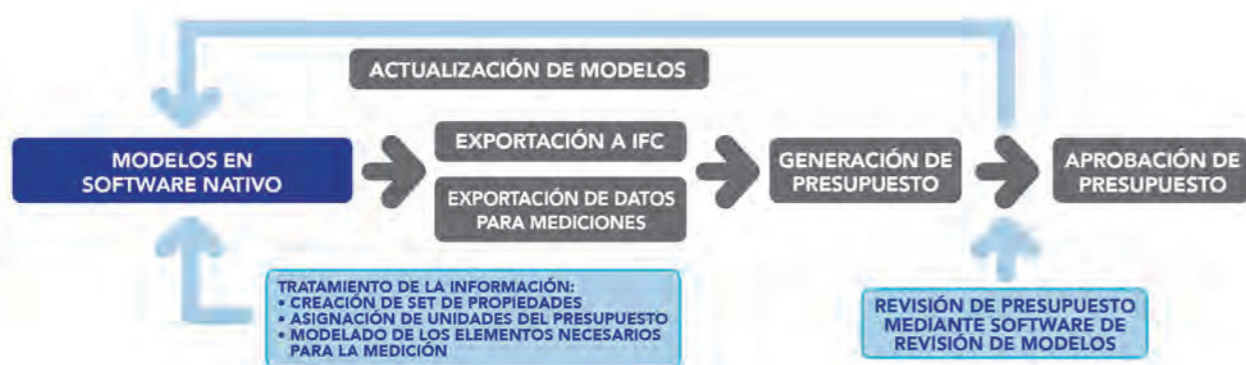 ACTUALIZACIÓN DE MODELOS
MODELOS EN
SOFTWARE NATIVO
EXPORTACIÓN A IFC
EXPORTACIÓN DE DATOS
PARA MEDICIONES
GENERACIÓN DE
PRESUPUESTO
APROBACIÓN DE
PRESUPUESTO
TRATAMIENTO DE LA INFORMACIÓN:
• CREACIÓN DE SET DE PROPIEDADES
• ASIGNACIÓN DE UNIDADES DEL PRESUPUESTO
• MODELADO DE LOS ELEMENTOS NECESARIOS
PARA LA MEDICIÓN
REVISIÓN DE PRESUPUESTO
MEDIANTE SOFTWARE DE
REVISIÓN DE MODELOS